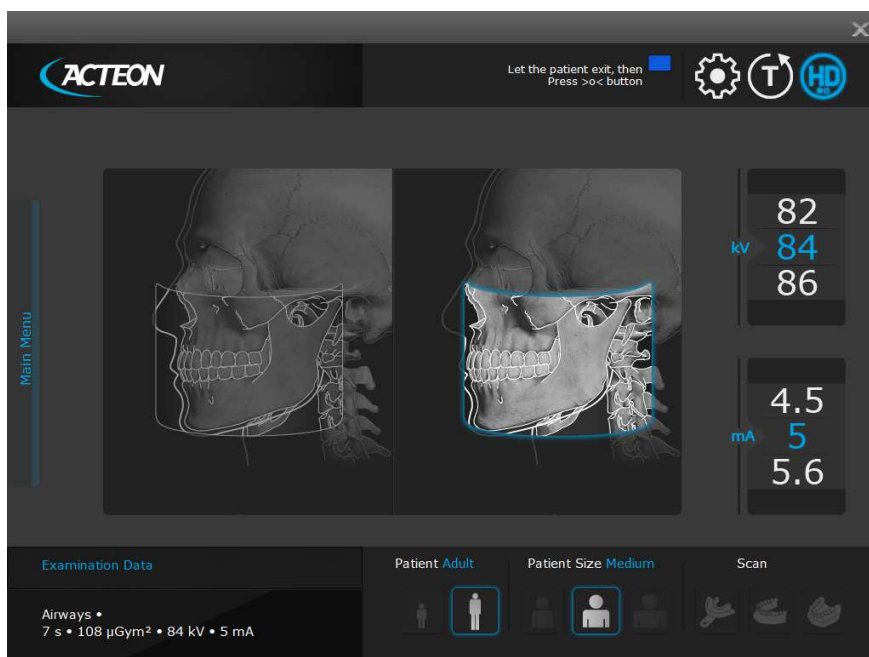 X
ACTEON
Let the patient exit, then
Press >o< button
T
HD
Main Menu
82
kV 84
86
4.5
mA 5
5.6
Examination Data
Patient Adult
Patient Size Medium
Scan
Airways •
7 s • 108 µGym² • 84 kV • 5 mA